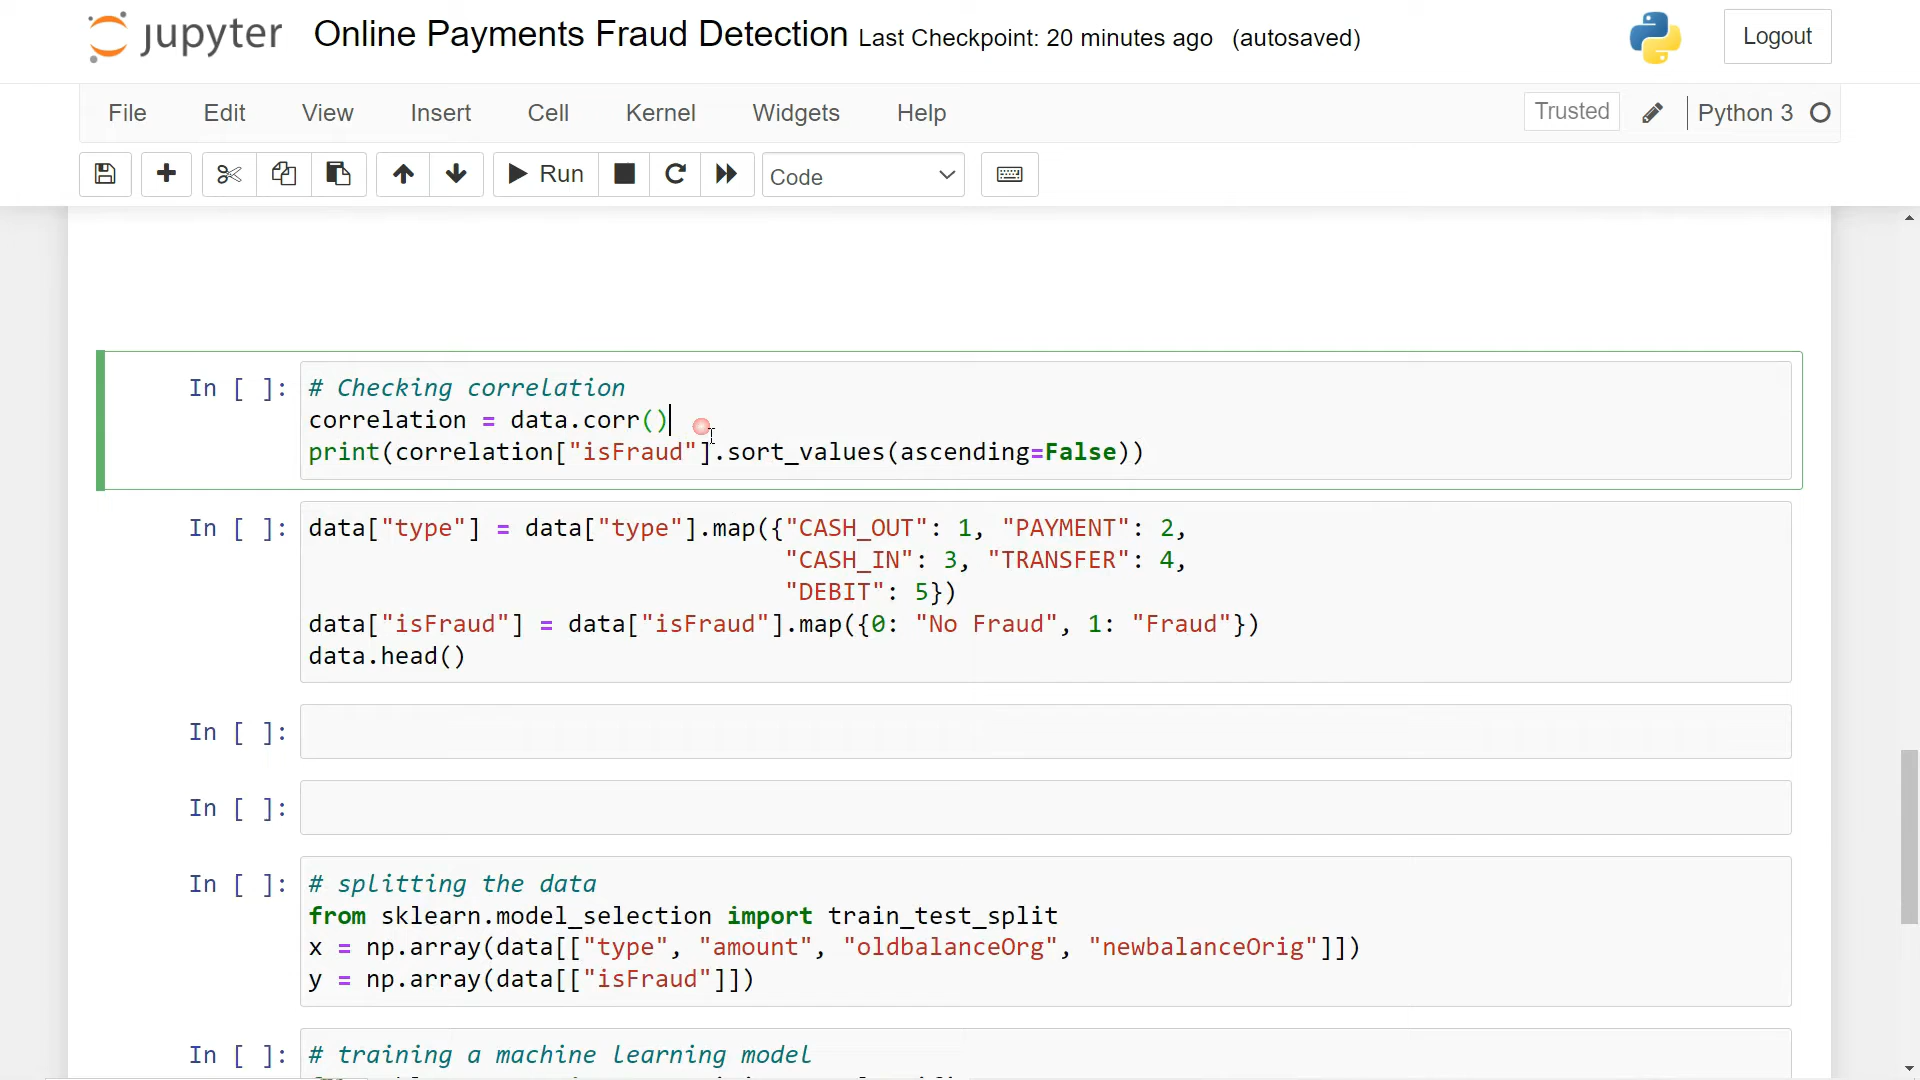 jupyter Online Payments Fraud Detection Last Checkpoint: 20 minutes ago (autosaved) Logout
File Edit View Insert Cell Kernel Widgets Help Trusted Python 3
Run Code
In [ ]: # Checking correlation
correlation = data.corr()
print(correlation["isFraud"].sort_values(ascending=False))
In [ ]: data["type"] = data["type"].map({"CASH_OUT": 1, "PAYMENT": 2,
"CASH_IN": 3, "TRANSFER": 4,
"DEBIT": 5})
data["isFraud"] = data["isFraud"].map({0: "No Fraud", 1: "Fraud"})
data.head()
In [ ]:
In [ ]:
In [ ]: # splitting the data
from sklearn.model_selection import train_test_split
x = np.array(data[["type", "amount", "oldbalanceOrg", "newbalanceOrig"]])
y = np.array(data[["isFraud"]])
In [ ]: # training a machine learning model